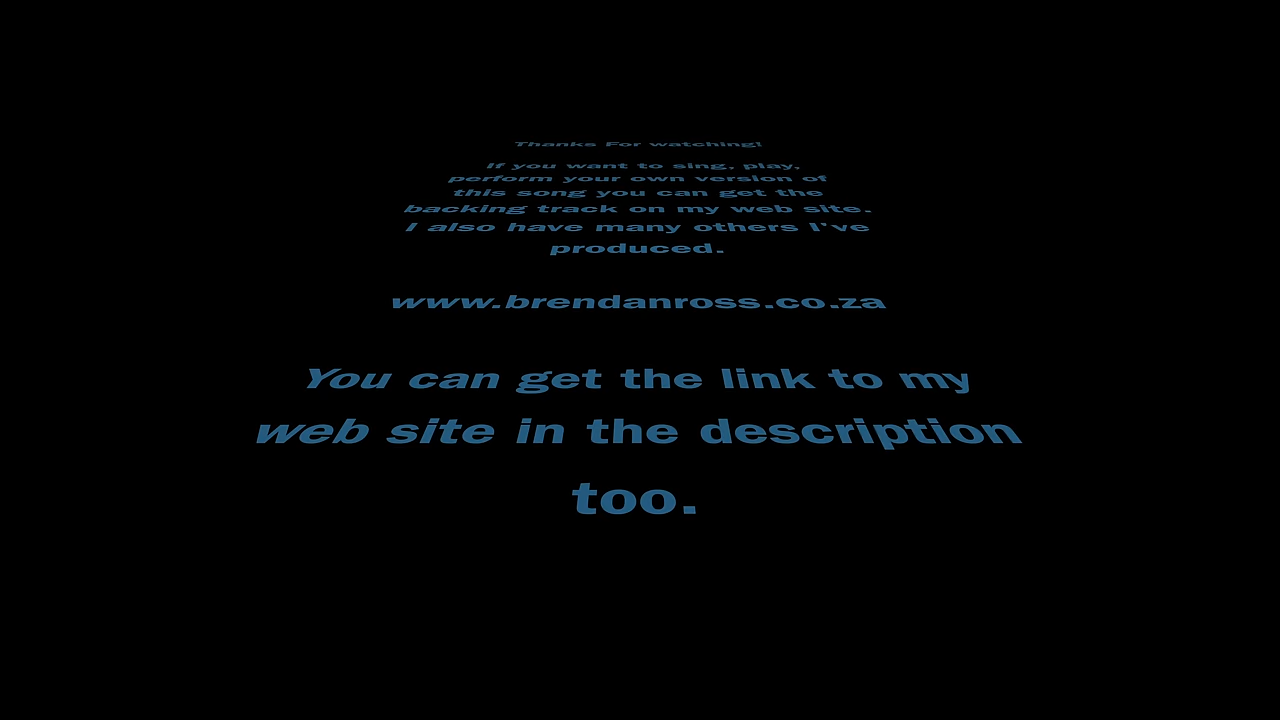 Thanks For watching!
If you want to sing, play,
perform your own version of
this song you can get the
backing track on my web site.
I also have many others I've
produced.
www.brendanross.co.za
You can get the link to my
web site in the description
too.